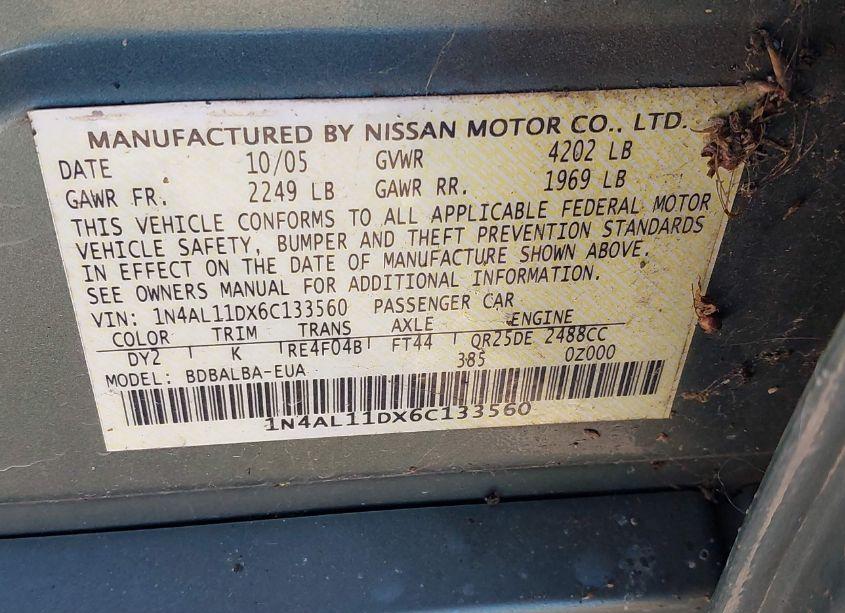 MANUFACTURED BY NISSAN MOTOR CO., LTD.
DATE 10/05 GVWR 4202 LB
GAWR FR. 2249 LB GAWR RR. 1969 LB
THIS VEHICLE CONFORMS TO ALL APPLICABLE FEDERAL MOTOR
VEHICLE SAFETY, BUMPER AND THEFT PREVENTION STANDARDS
IN EFFECT ON THE DATE OF MANUFACTURE SHOWN ABOVE.
SEE OWNERS MANUAL FOR ADDITIONAL INFORMATION.
VIN: 1N4AL11DX6C133560 PASSENGER CAR
COLOR TRIM TRANS AXLE ENGINE
DY2 K RE4F04B FT44 QR25DE 2488CC
MODEL: BDBALBA-EUA 385 0Z000
1N4AL11DX6C133560